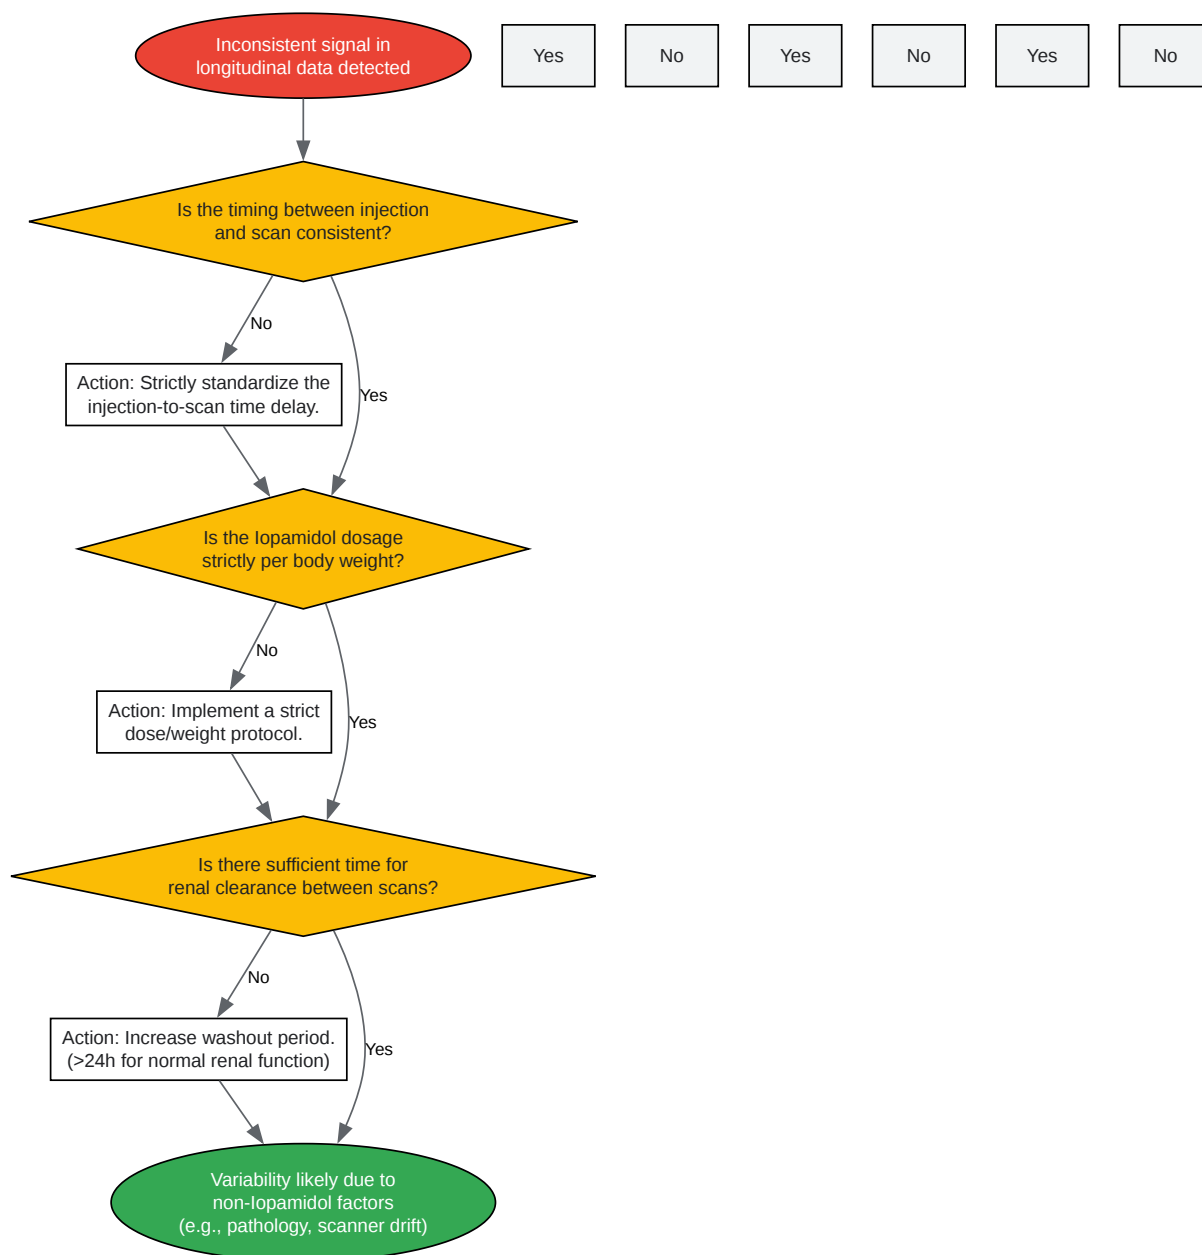 Inconsistent signal in
longitudinal data detected
Yes
No
Yes
No
Yes
No
Is the timing between injection
and scan consistent?
No
Action: Strictly standardize the
injection-to-scan time delay.
Yes
Is the Iopamidol dosage
strictly per body weight?
No
Action: Implement a strict
dose/weight protocol.
Yes
Is there sufficient time for
renal clearance between scans?
No
Action: Increase washout period.
(>24h for normal renal function)
Yes
Variability likely due to
non-Iopamidol factors
(e.g., pathology, scanner drift)